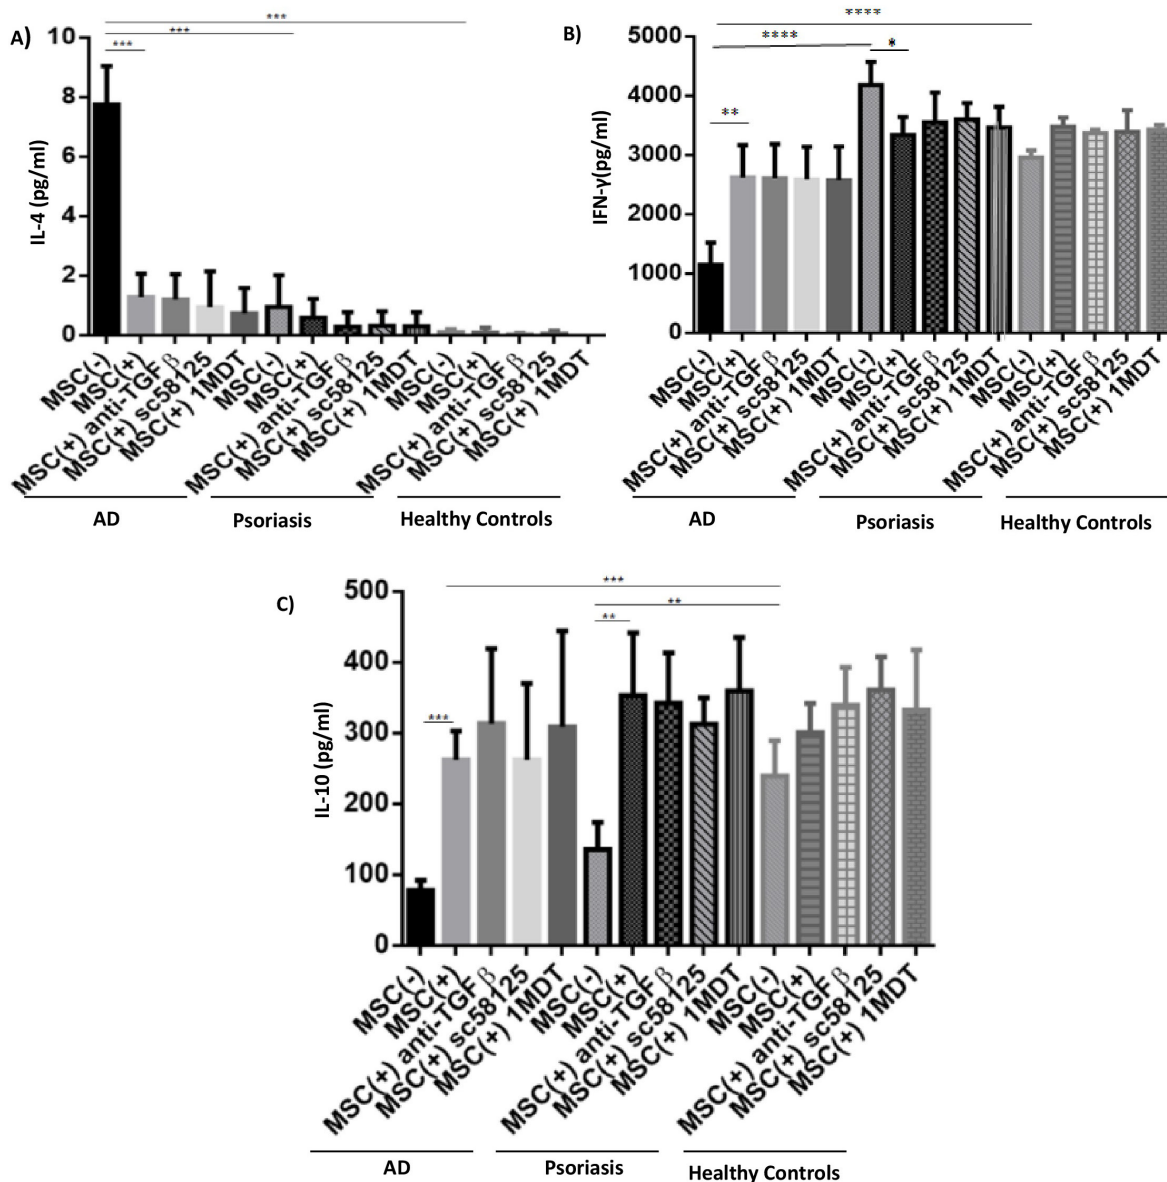 A)
IL-4 (pg/ml)
10
8
6
4
2
0
***
***
***
MSC(-)
MSC(+)
MSC(+) anti-TGF β
MSC(+) sc58125
MSC(+) 1MDT
MSC(-)
MSC(+)
MSC(+) anti-TGF β
MSC(+) sc58125
MSC(+) 1MDT
MSC(-)
MSC(+)
MSC(+) anti-TGF β
MSC(+) sc58125
MSC(+) 1MDT
AD
Psoriasis
Healthy Controls
B)
IFN-γ(pg/ml)
5000
4000
3000
2000
1000
0
****
****
*
**
MSC(-)
MSC(+)
MSC(+) anti-TGF β
MSC(+) sc58125
MSC(+) 1MDT
MSC(-)
MSC(+)
MSC(+) anti-TGF β
MSC(+) sc58125
MSC(+) 1MDT
MSC(-)
MSC(+)
MSC(+) anti-TGF β
MSC(+) sc58125
MSC(+) 1MDT
AD
Psoriasis
Healthy Controls
C)
IL-10 (pg/ml)
500
400
300
200
100
0
***
**
**
***
MSC(-)
MSC(+)
MSC(+) anti-TGF β
MSC(+) sc58125
MSC(+) 1MDT
MSC(-)
MSC(+)
MSC(+) anti-TGF β
MSC(+) sc58125
MSC(+) 1MDT
MSC(-)
MSC(+)
MSC(+) anti-TGF β
MSC(+) sc58125
MSC(+) 1MDT
AD
Psoriasis
Healthy Controls